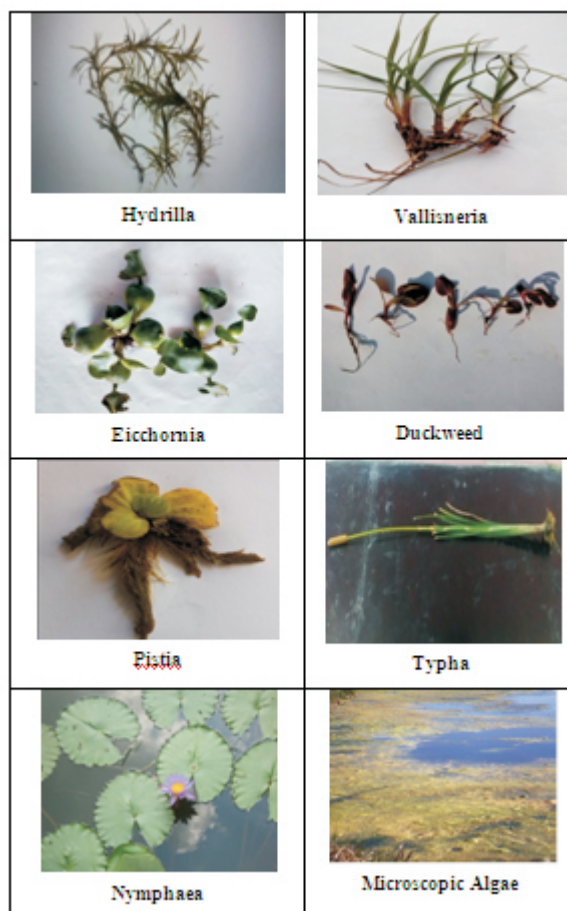 Hydrilla
Vallisneria
Eicchornia
Duckweed
Pistia
Typha
Nymphaea
Microscopic Algae